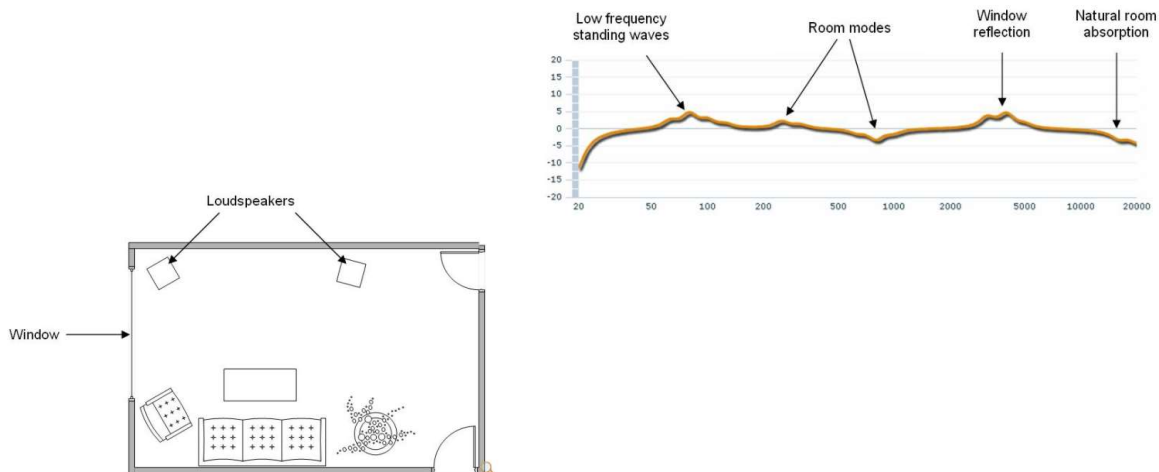 Low frequency
standing waves
Room modes
Window
reflection
Natural room
absorption
20
15
10
5
0
-5
-10
-15
-20
20 50 100 200 500 1000 2000 5000 10000 20000
Loudspeakers
Window